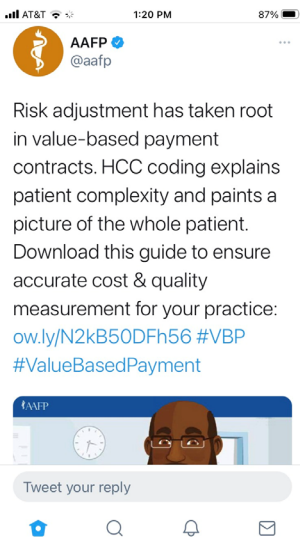 AT&T
1:20 PM
87%
AAFP
@aafp
Risk adjustment has taken root
in value-based payment
contracts. HCC coding explains
patient complexity and paints a
picture of the whole patient.
Download this guide to ensure
accurate cost & quality
measurement for your practice:
ow.ly/N2kB50DFh56 #VBP
#ValueBasedPayment
AAFP
Tweet your reply